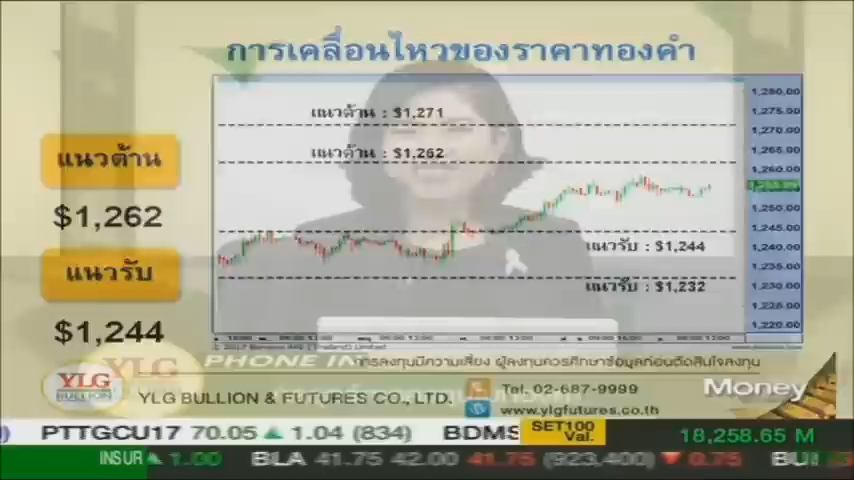 การเคลื่อนไหวของราคาทองคำ
แนวต้าน
$1,262
แนวรับ
$1,244
แนวต้าน : $1,271
แนวต้าน : $1,262
แนวรับ : $1,244
แนวรับ : $1,232
1,280.00
1,275.00
1,270.00
1,265.00
1,260.00
1,250.00
1,245.00
1,240.00
1,235.00
1,230.00
1,225.00
1,220.00
PHONE IN
การลงทุนมีความเสี่ยง ผู้ลงทุนควรศึกษาข้อมูลก่อนตัดสินใจลงทุน
YLG
YLG
BULLION
YLG BULLION & FUTURES CO., LTD.
Tel. 02-687-9999
www.ylgfutures.co.th
Money
PTTGCU17 70.05 ▲ 1.04 (834) BDMS
SET100 Val.
18,258.65 M
INSUR ▲ 1.00 BLA 41.75 42.00 41.75 (923,400) ▼ 0.75